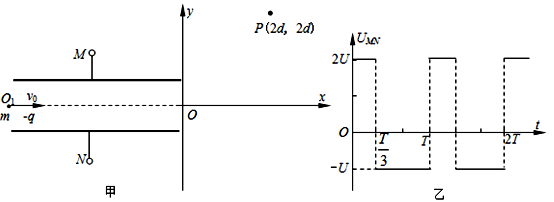 y
P(2d, 2d)
M
O₁
v₀
x
m
-q
O
N
甲
U_MN
2U
O
T/3
T
2T
t
-U
乙